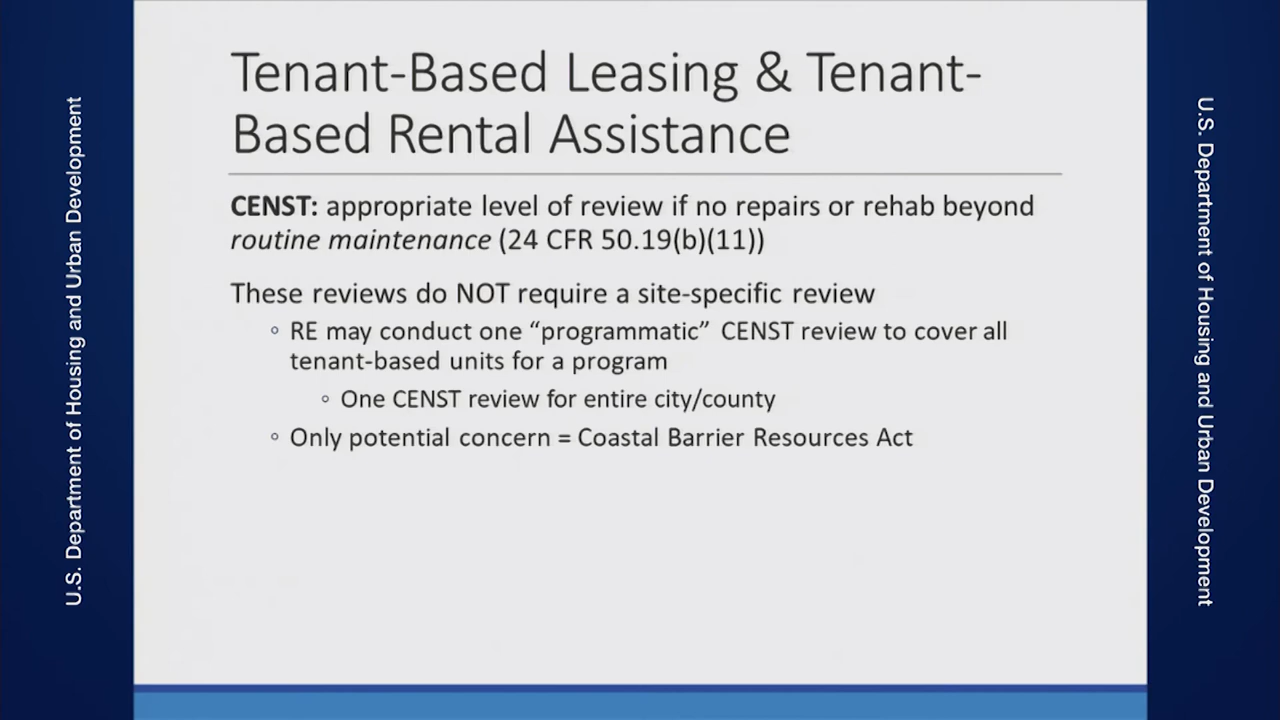 Tenant-Based Leasing & Tenant-
Based Rental Assistance
CENST: appropriate level of review if no repairs or rehab beyond
routine maintenance (24 CFR 50.19(b)(11))
These reviews do NOT require a site-specific review
◦ RE may conduct one “programmatic” CENST review to cover all
tenant-based units for a program
◦ One CENST review for entire city/county
◦ Only potential concern = Coastal Barrier Resources Act
U.S. Department of Housing and Urban Development
U.S. Department of Housing and Urban Development